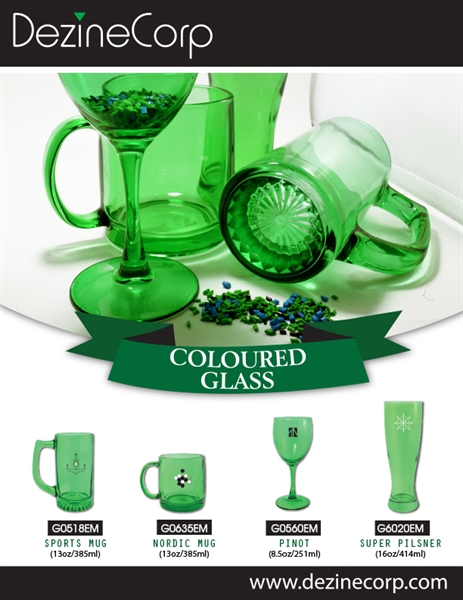 DezineCorp
COLOURED
GLASS
G0518EM
SPORTS MUG
(13oz/385ml)
G0635EM
NORDIC MUG
(13oz/385ml)
G0560EM
PINOT
(8.5oz/251ml)
G6020EM
SUPER PILSNER
(16oz/414ml)
www.dezinecorp.com